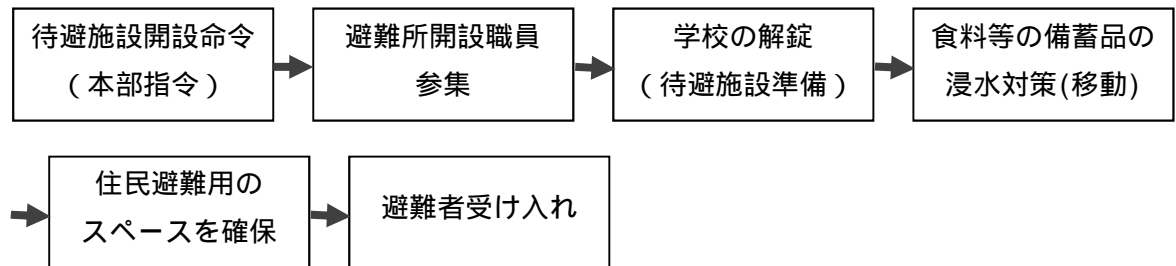 待避施設開設命令
（本部指令）
避難所開設職員
参集
学校の解錠
（待避施設準備）
食料等の備蓄品の
浸水対策(移動)
住民避難用の
スペースを確保
避難者受け入れ